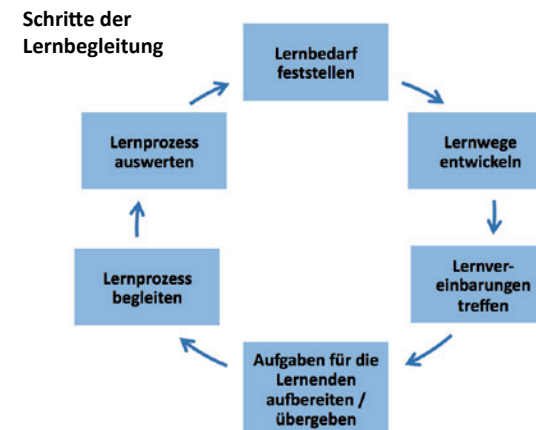 Schritte der
Lernbegleitung
Lernbedarf
feststellen
Lernwege
entwickeln
Lernver-
einbarungen
treffen
Aufgaben für die
Lernenden
aufbereiten /
übergeben
Lernprozess
begleiten
Lernprozess
auswerten